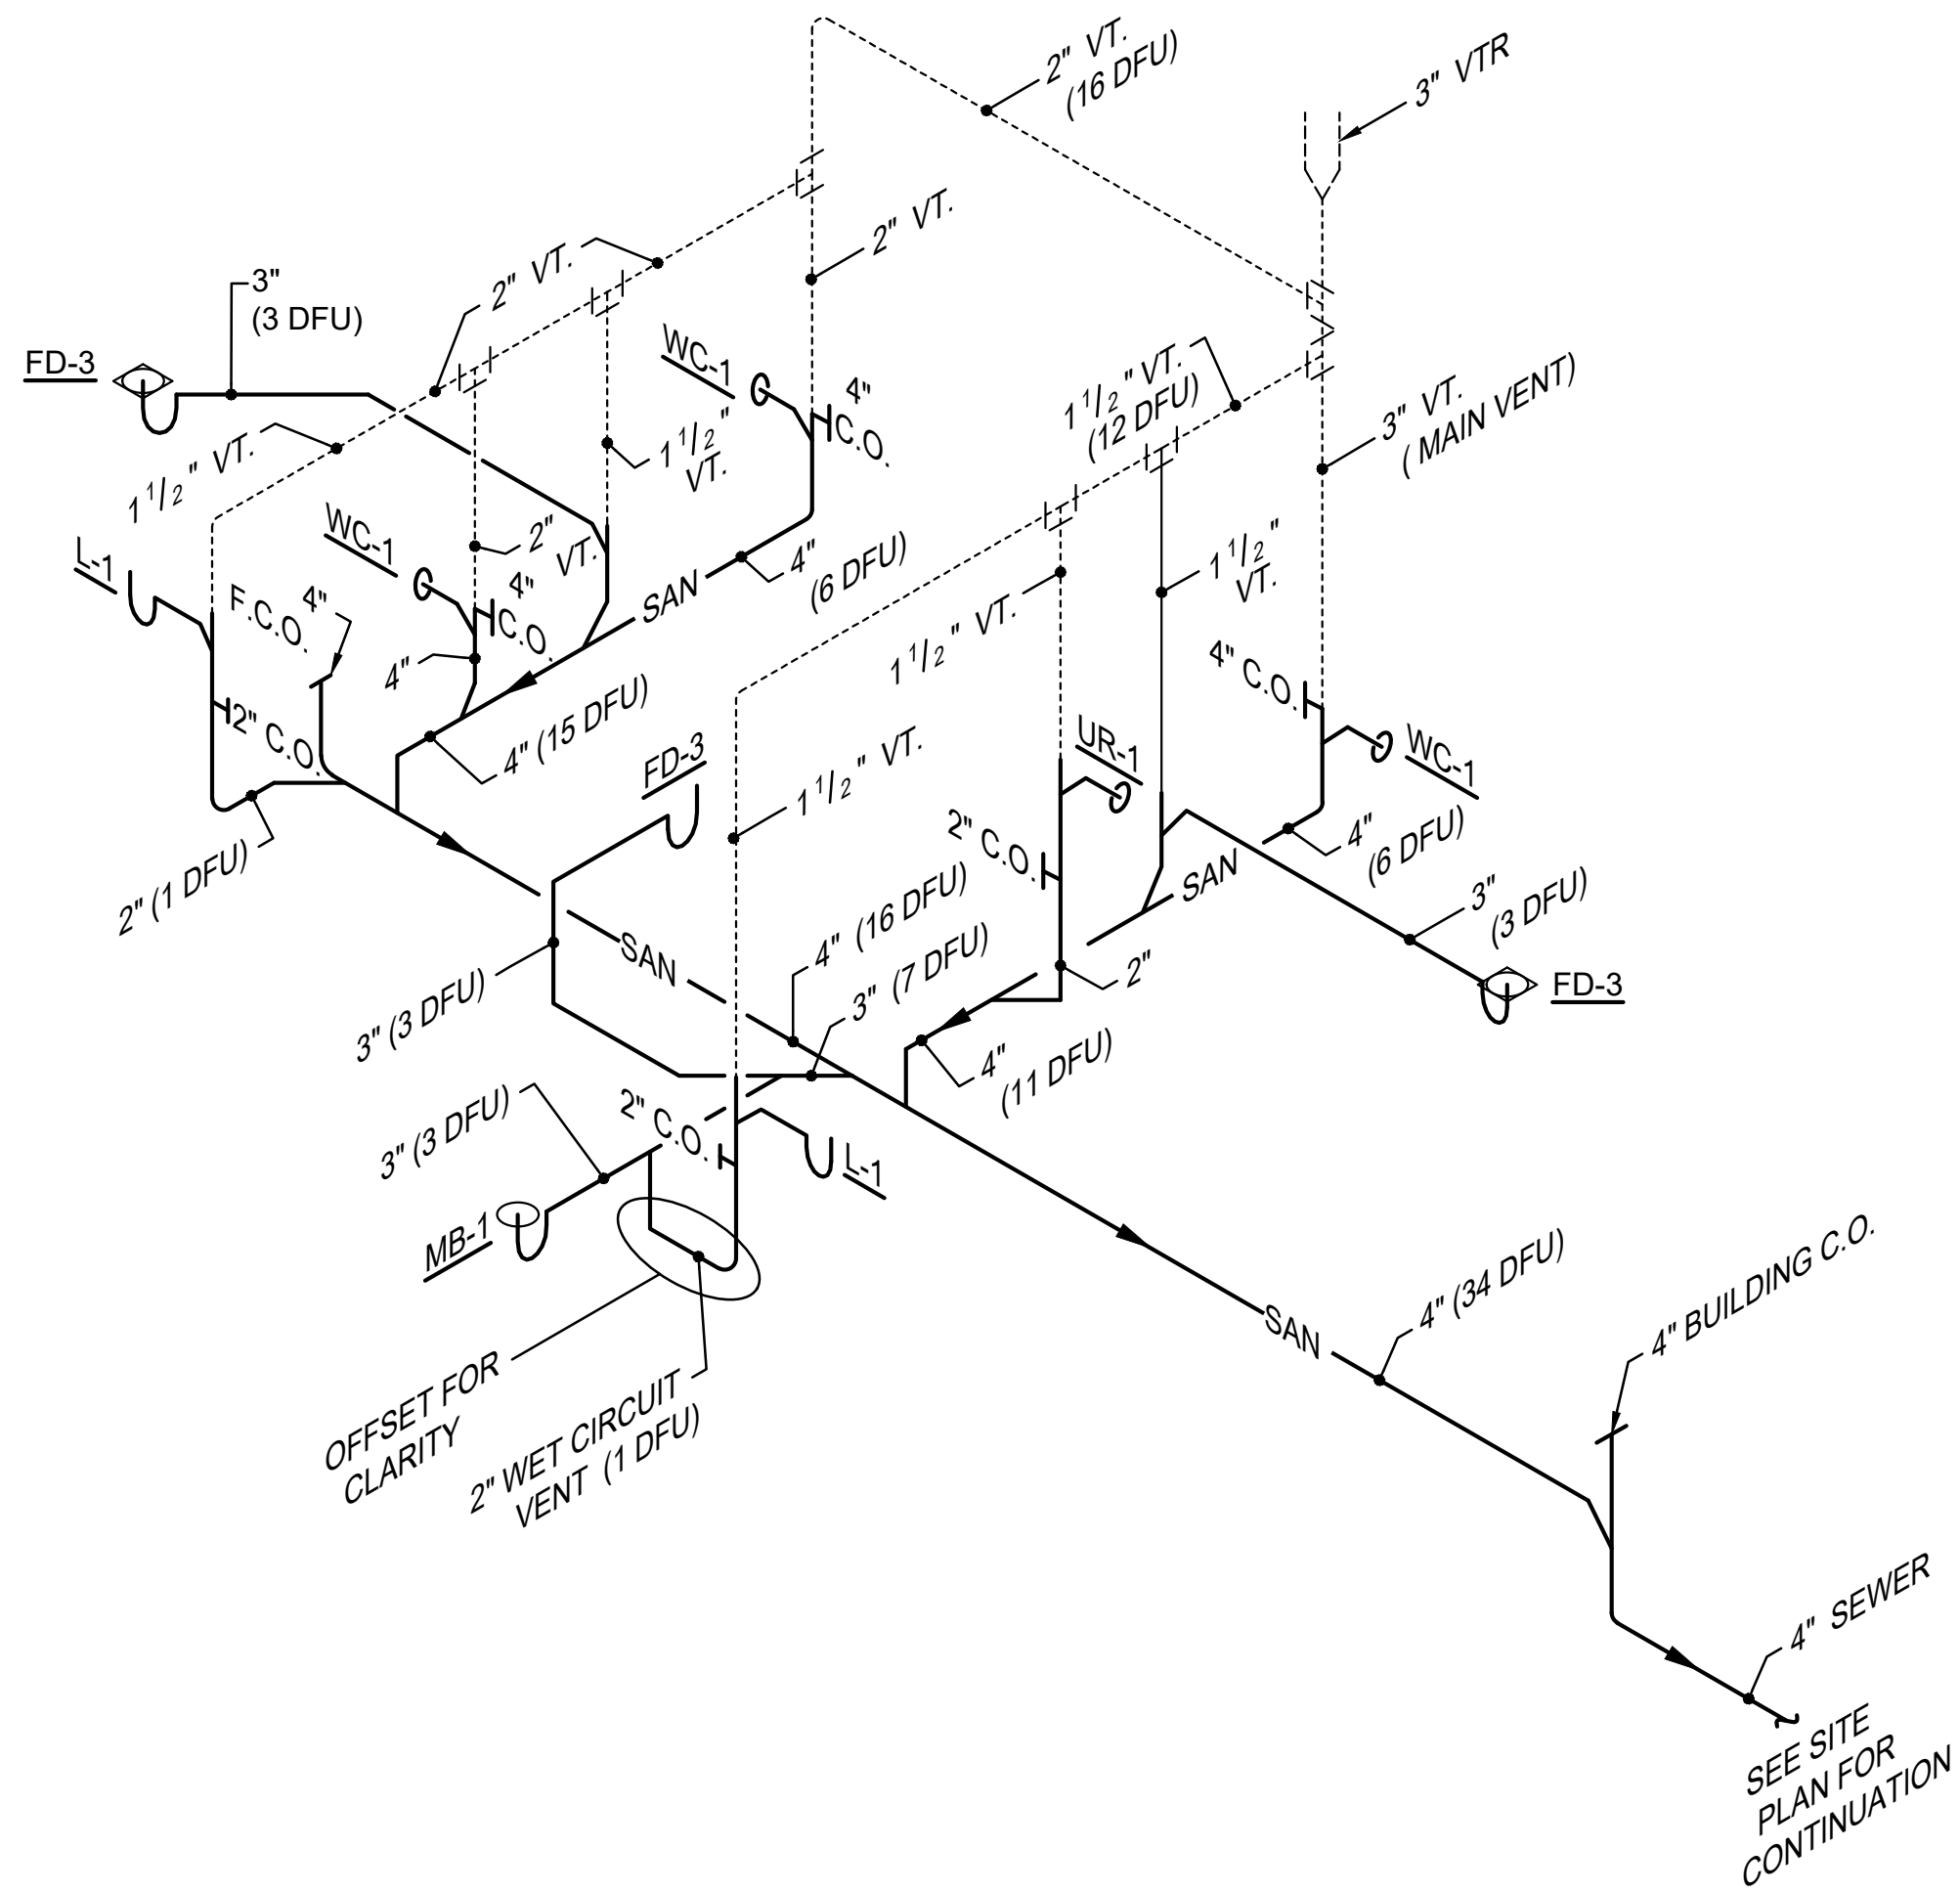 2" VT.
(16 DFU)
3" VTR
2" VT.
2" VT.
3"
(3 DFU)
FD-3
WC-1
4"
C.O.
1 1/2" VT.
(12 DFU)
3" VT.
( MAIN VENT)
1 1/2" VT.
1 1/2"
VT.
WC-1
2"
VT.
4"
(6 DFU)
L-1
F.C.O.
4"
4"
C.O.
SAN
1 1/2"
VT.
4"
1 1/2" VT.
4" C.O.
2" C.O.
4" (15 DFU)
FD-3
UR-1
WC-1
1 1/2" VT.
2" C.O.
4"
(6 DFU)
2" (1 DFU)
SAN
3"
(3 DFU)
SAN
4" (16 DFU)
3" (7 DFU)
2"
FD-3
3" (3 DFU)
4"
(11 DFU)
3" (3 DFU)
2" C.O.
L-1
MB-1
4" (34 DFU)
4" BUILDING C.O.
SAN
OFFSET FOR
CLARITY
2" WET CIRCUIT
VENT (1 DFU)
4" SEWER
SEE SITE
PLAN FOR
CONTINUATION